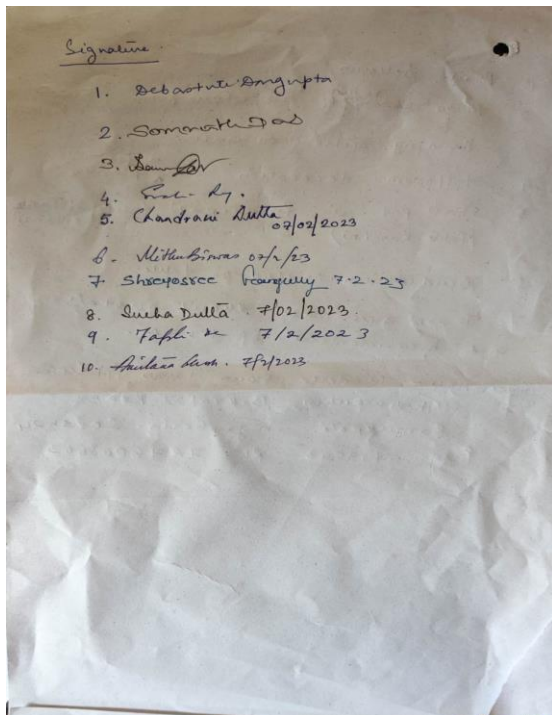 Signature.
1. Debastuti Dasgupta
2. Somnath Das
3.
4.
5. Chandrani Dutta 07/02/2023
6. Mithu Biswas 07/2/23
7. Shreyosree Ganguly 7.2.23
8. Sucha Dutta 7/02/2023.
9. 7/2/2023
10. 7/2/2023